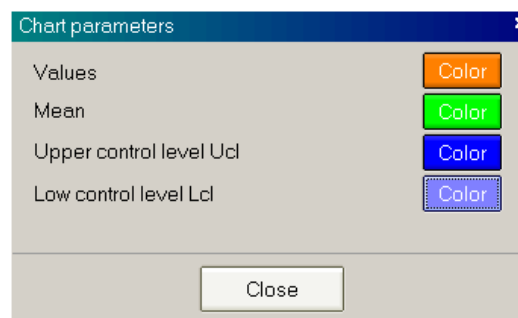 Chart parameters
Values Color
Mean Color
Upper control level Ucl Color
Low control level Lcl Color
Close